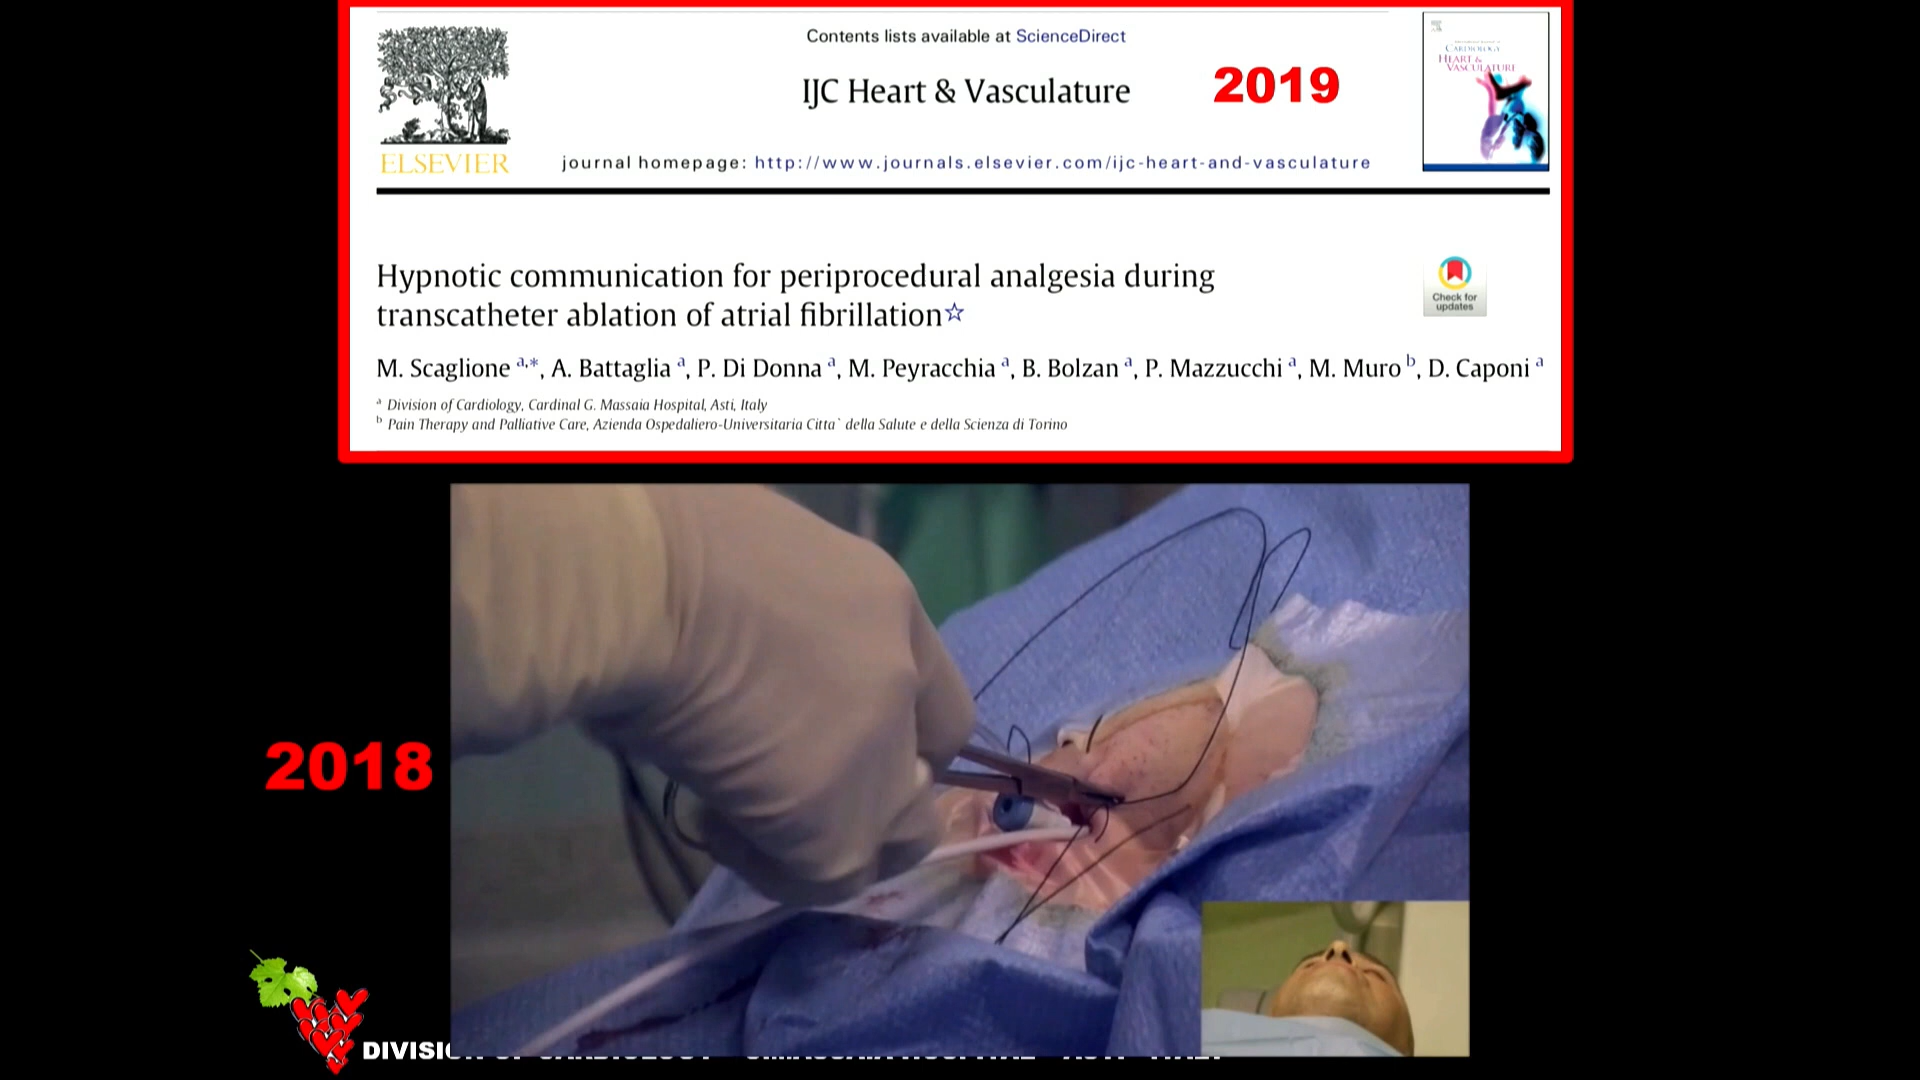 Contents lists available at ScienceDirect
IJC Heart & Vasculature
2019
ELSEVIER
journal homepage: http://www.journals.elsevier.com/ijc-heart-and-vasculature
CARDIOLOGY
HEART &
VASCULATURE
Hypnotic communication for periprocedural analgesia during
transcatheter ablation of atrial fibrillation☆
Check for
updates
M. Scaglione a,*, A. Battaglia a, P. Di Donna a, M. Peyracchia a, B. Bolzan a, P. Mazzucchi a, M. Muro b, D. Caponi a
a Division of Cardiology, Cardinal G. Massaia Hospital, Asti, Italy
b Pain Therapy and Palliative Care, Azienda Ospedaliero-Universitaria Citta` della Salute e della Scienza di Torino
2018